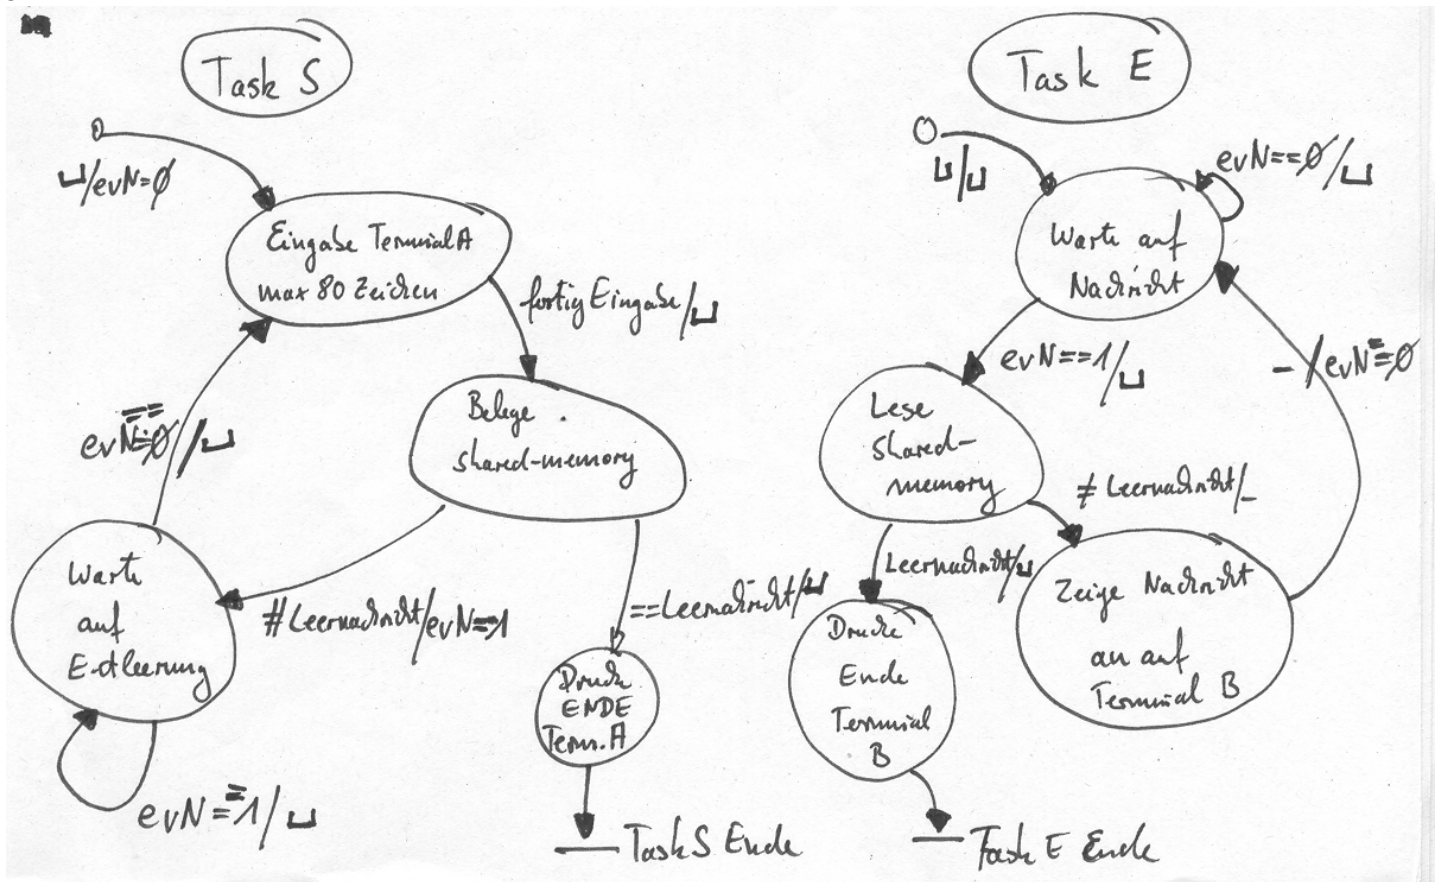 Task S
␣/evN=0
Eingabe Terminal A
max 80 Zeichen
fertig Eingabe/␣
Belege
shared-memory
evN==0/␣
Warte
auf
Entleerung
evN==1/␣
≠Leernachricht/evN=1
==Leernachricht/␣
Drucke
ENDE
Term. A
Task S Ende
Task E
␣/␣
evN==0/␣
Warte auf
Nachricht
evN==1/␣
-/evN=0
Lese
shared-
memory
≠ Leernachricht/_
Leernachricht/␣
Zeige Nachricht
an auf
Terminal B
Drucke
Ende
Terminal
B
Task E Ende